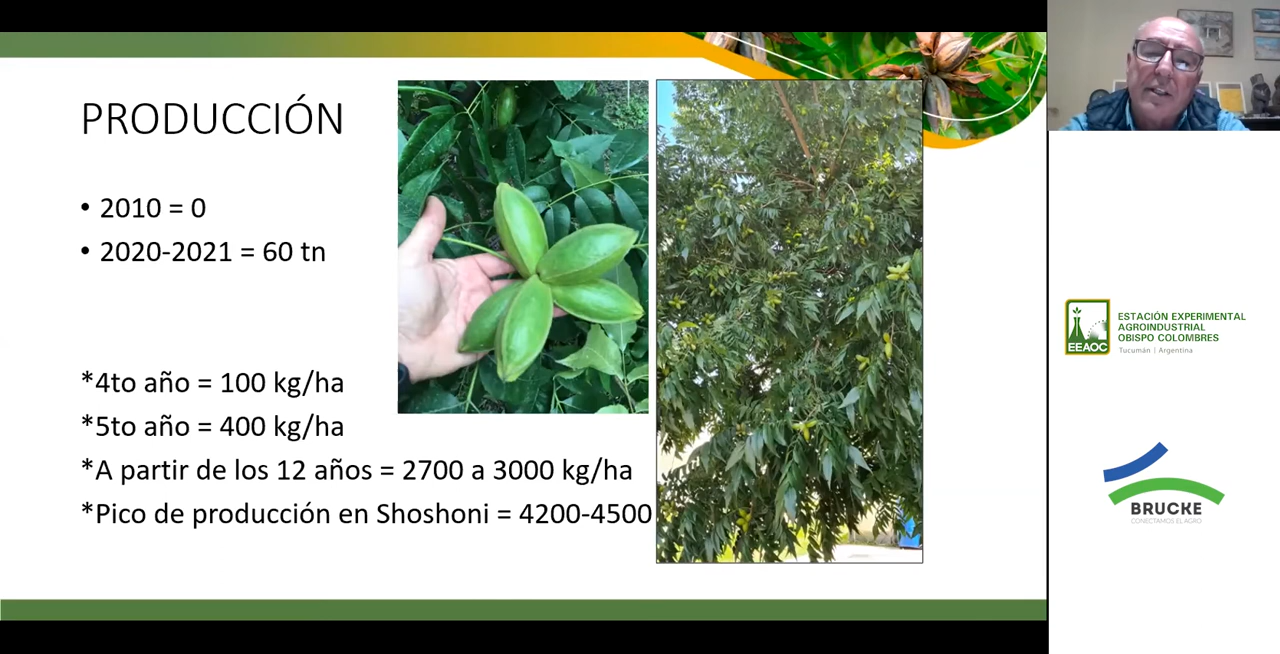 PRODUCCIÓN
• 2010 = 0
• 2020-2021 = 60 tn
*4to año = 100 kg/ha
*5to año = 400 kg/ha
*A partir de los 12 años = 2700 a 3000 kg/ha
*Pico de producción en Shoshoni = 4200-4500
EEAOC
ESTACIÓN EXPERIMENTAL
AGROINDUSTRIAL
OBISPO COLOMBRES
Tucumán | Argentina
BRUCKE
CONECTAMOS EL AGRO